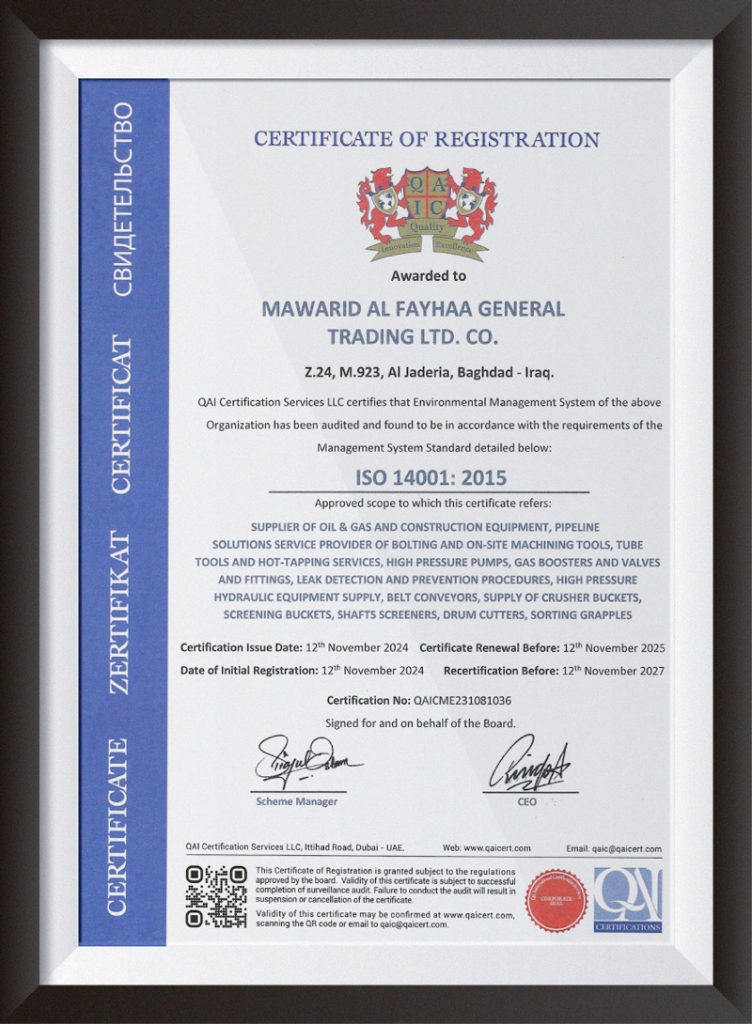 СВИДЕТЕЛЬСТВО
CERTIFICAT
ZERTIFIKAT
CERTIFICATE
CERTIFICATE OF REGISTRATION
Q A
I C
Quality
Innovation Excellence
Awarded to
MAWARID AL FAYHAA GENERAL
TRADING LTD. CO.
Z.24, M.923, Al Jaderia, Baghdad - Iraq.
QAI Certification Services LLC certifies that Environmental Management System of the above
Organization has been audited and found to be in accordance with the requirements of the
Management System Standard detailed below:
ISO 14001: 2015
Approved scope to which this certificate refers:
SUPPLIER OF OIL & GAS AND CONSTRUCTION EQUIPMENT, PIPELINE
SOLUTIONS SERVICE PROVIDER OF BOLTING AND ON-SITE MACHINING TOOLS, TUBE
TOOLS AND HOT-TAPPING SERVICES, HIGH PRESSURE PUMPS, GAS BOOSTERS AND VALVES
AND FITTINGS, LEAK DETECTION AND PREVENTION PROCEDURES, HIGH PRESSURE
HYDRAULIC EQUIPMENT SUPPLY, BELT CONVEYORS, SUPPLY OF CRUSHER BUCKETS,
SCREENING BUCKETS, SHAFTS SCREENERS, DRUM CUTTERS, SORTING GRAPPLES
Certification Issue Date: 12th November 2024 Certificate Renewal Before: 12th November 2025
Date of Initial Registration: 12th November 2024 Recertification Before: 12th November 2027
Certification No: QAICME231081036
Signed for and on behalf of the Board.
Scheme Manager CEO
QAI Certification Services LLC, Ittihad Road, Dubai - UAE. Web: www.qaicert.com Email: qaic@qaicert.com
This Certificate of Registration is granted subject to the regulations
approved by the board. Validity of this certificate is subject to successful
completion of surveillance audit. Failure to conduct the audit will result in
suspension or cancellation of the certificate.
Validity of this certificate may be confirmed at www.qaicert.com,
scanning the QR code or email to qaic@qaicert.com.
CORPORATE
SEAL
QAI
CERTIFICATIONS